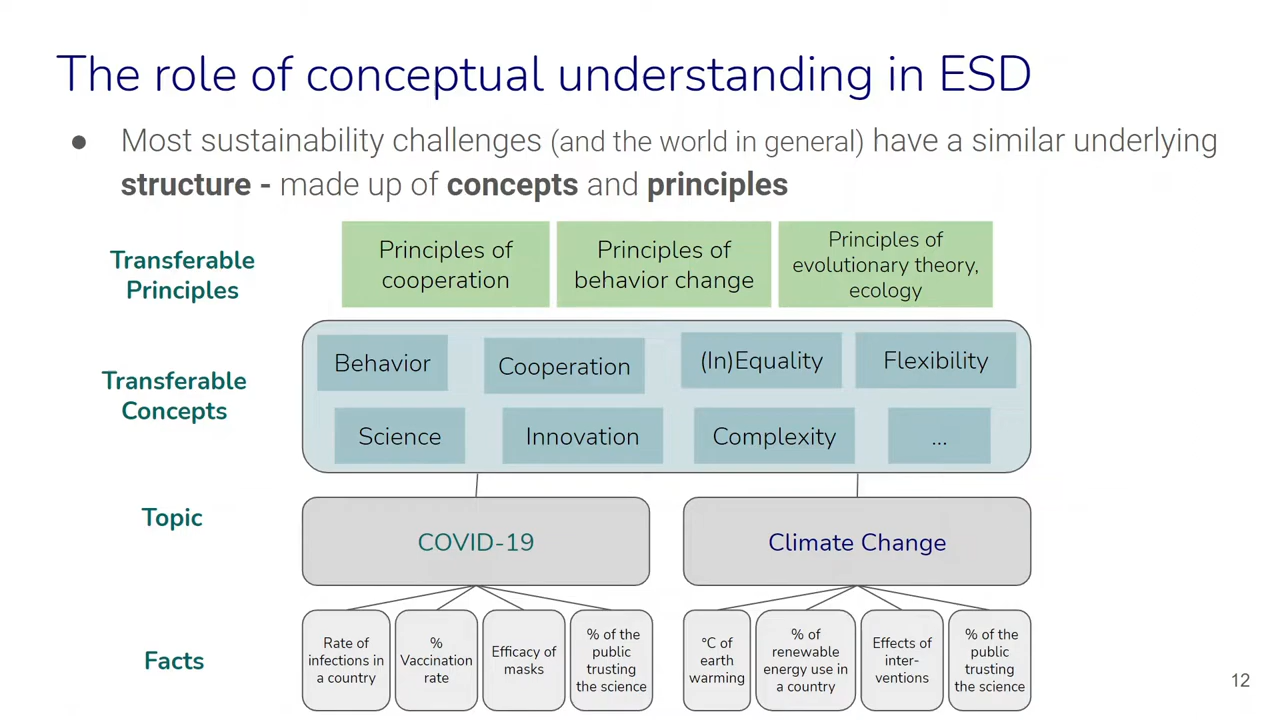 The role of conceptual understanding in ESD
● Most sustainability challenges (and the world in general) have a similar underlying
structure - made up of concepts and principles
Transferable
Principles
Principles of
cooperation
Principles of
behavior change
Principles of
evolutionary theory,
ecology
Transferable
Concepts
Behavior
Cooperation
(In)Equality
Flexibility
Science
Innovation
Complexity
...
Topic
COVID-19
Climate Change
Facts
Rate of
infections in
a country
%
Vaccination
rate
Efficacy of
masks
% of the
public
trusting
the science
°C of
earth
warming
% of
renewable
energy use in
a country
Effects of
inter-
ventions
% of the
public
trusting
the science
12